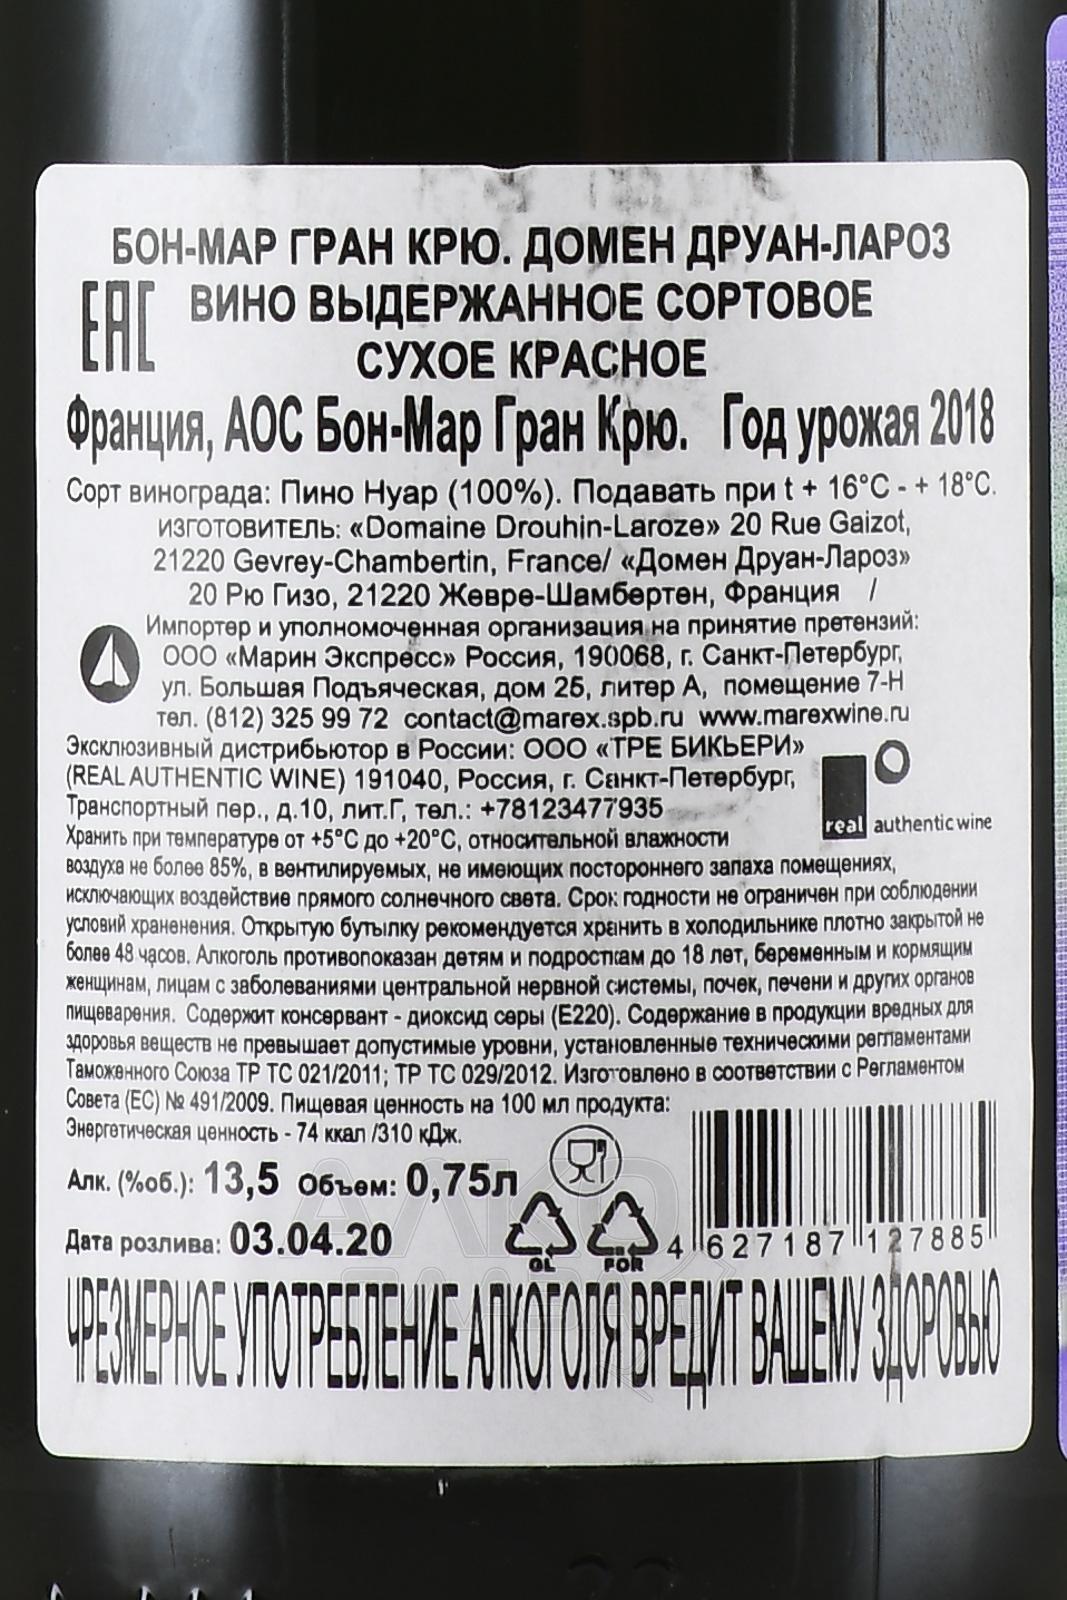 БОН-МАР ГРАН КРЮ. ДОМЕН ДРУАН-ЛАРОЗ
EAC ВИНО ВЫДЕРЖАННОЕ СОРТОВОЕ
СУХОЕ КРАСНОЕ
Франция, АОС Бон-Мар Гран Крю. Год урожая 2018
Сорт винограда: Пино Нуар (100%). Подавать при t + 16°C - + 18°C.
ИЗГОТОВИТЕЛЬ: «Domaine Drouhin-Laroze» 20 Rue Gaizot,
21220 Gevrey-Chambertin, France/ «Домен Друан-Лароз»
20 Рю Гизо, 21220 Жевре-Шамбертен, Франция /
Импортер и уполномоченная организация на принятие претензий:
ООО «Марин Экспресс» Россия, 190068, г. Санкт-Петербург,
ул. Большая Подъяческая, дом 25, литер А, помещение 7-Н
тел. (812) 325 99 72 contact@marex.spb.ru www.marexwine.ru
Эксклюзивный дистрибьютор в России: ООО «ТРЕ БИКЬЕРИ»
(REAL AUTHENTIC WINE) 191040, Россия, г. Санкт-Петербург,
Транспортный пер., д.10, лит.Г, тел.: +78123477935
real authentic wine
Хранить при температуре от +5°C до +20°C, относительной влажности
воздуха не более 85%, в вентилируемых, не имеющих постороннего запаха помещениях,
исключающих воздействие прямого солнечного света. Срок годности не ограничен при соблюдении
условий храненения. Открытую бутылку рекомендуется хранить в холодильнике плотно закрытой не
более 48 часов. Алкоголь противопоказан детям и подросткам до 18 лет, беременным и кормящим
женщинам, лицам с заболеваниями центральной нервной системы, почек, печени и других органов
пищеварения. Содержит консервант - диоксид серы (Е220). Содержание в продукции вредных для
здоровья веществ не превышает допустимые уровни, установленные техническими регламентами
Таможенного Союза ТР ТС 021/2011; ТР ТС 029/2012. Изготовлено в соответствии с Регламентом
Совета (ЕС) № 491/2009. Пищевая ценность на 100 мл продукта:
Энергетическая ценность - 74 ккал /310 кДж.
Алк. (%об.): 13,5 Объем: 0,75л
Дата розлива: 03.04.20
GL FOR
4 627187 127885
ЧРЕЗМЕРНОЕ УПОТРЕБЛЕНИЕ АЛКОГОЛЯ ВРЕДИТ ВАШЕМУ ЗДОРОВЬЮ